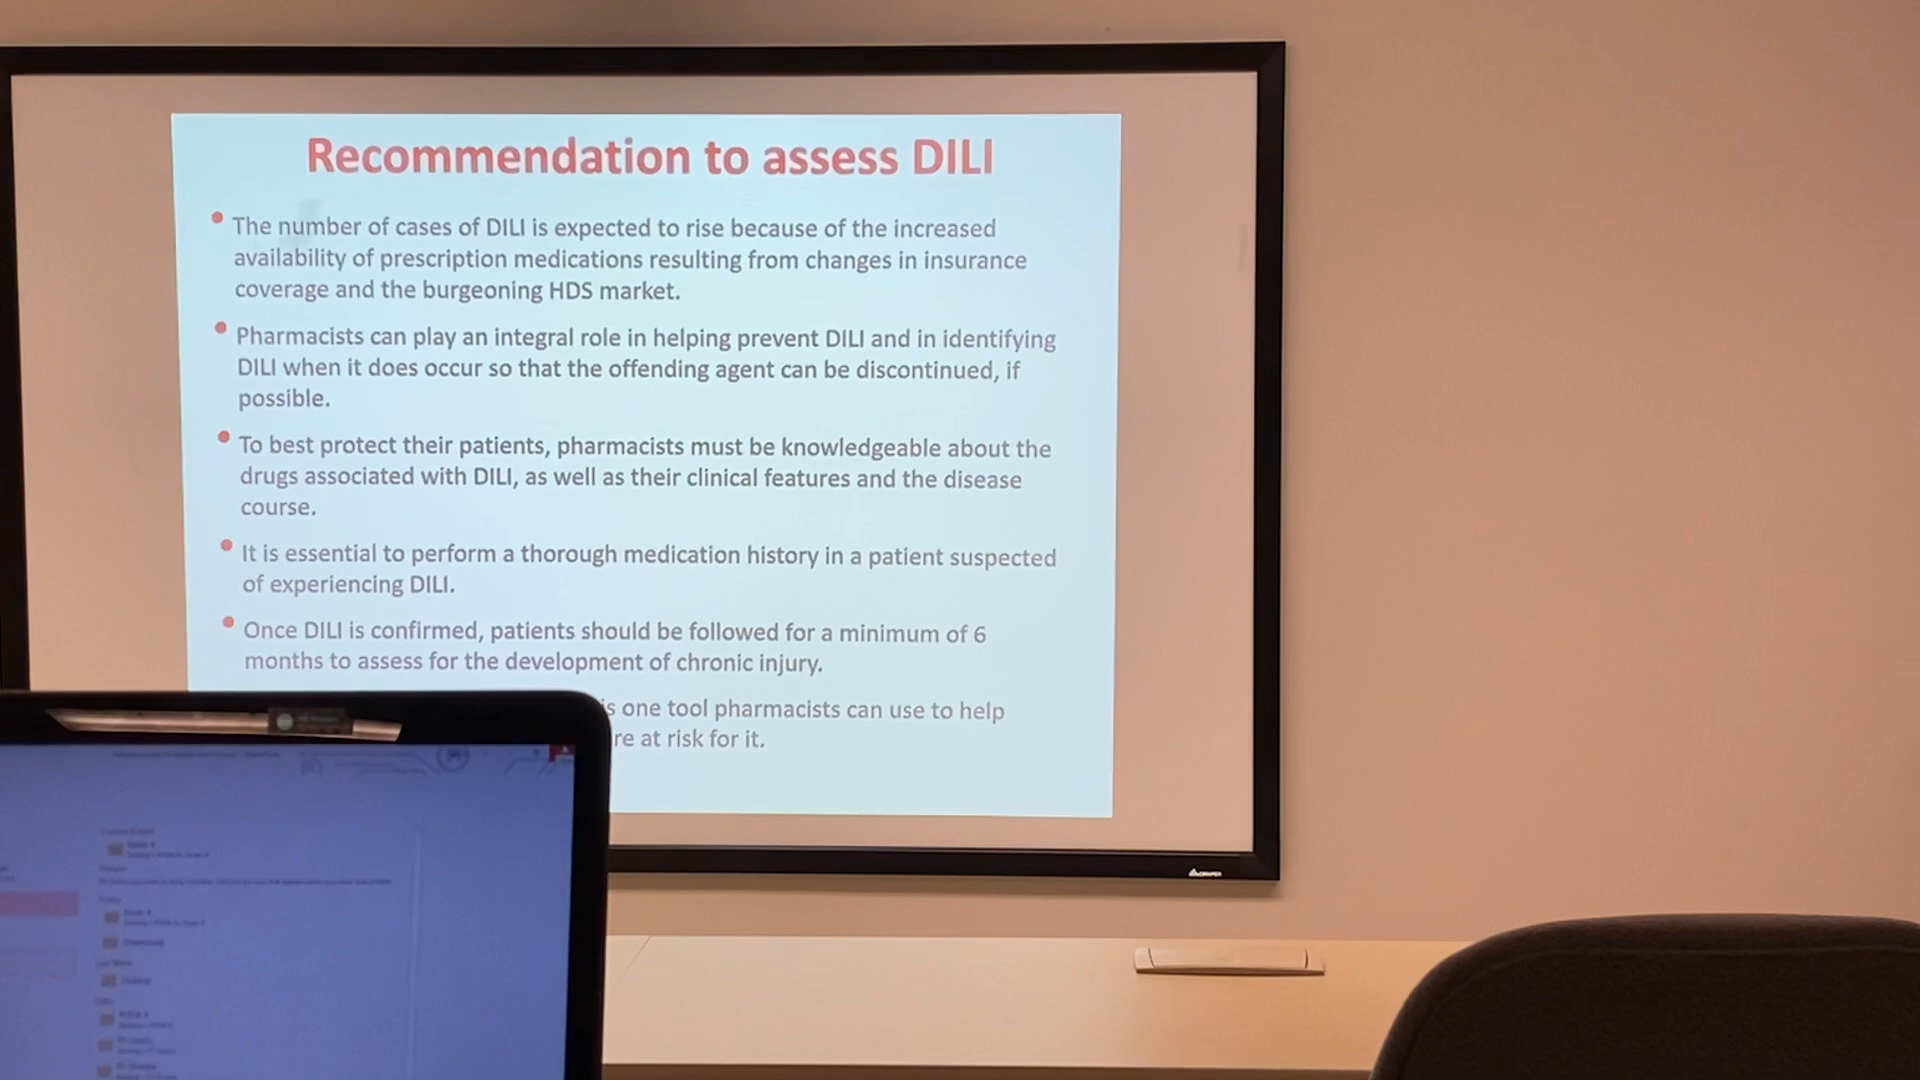 Recommendation to assess DILI
The number of cases of DILI is expected to rise because of the increased
availability of prescription medications resulting from changes in insurance
coverage and the burgeoning HDS market.
Pharmacists can play an integral role in helping prevent DILI and in identifying
DILI when it does occur so that the offending agent can be discontinued, if
possible.
To best protect their patients, pharmacists must be knowledgeable about the
drugs associated with DILI, as well as their clinical features and the disease
course.
It is essential to perform a thorough medication history in a patient suspected
of experiencing DILI.
Once DILI is confirmed, patients should be followed for a minimum of 6
months to assess for the development of chronic injury.
is one tool pharmacists can use to help
re at risk for it.